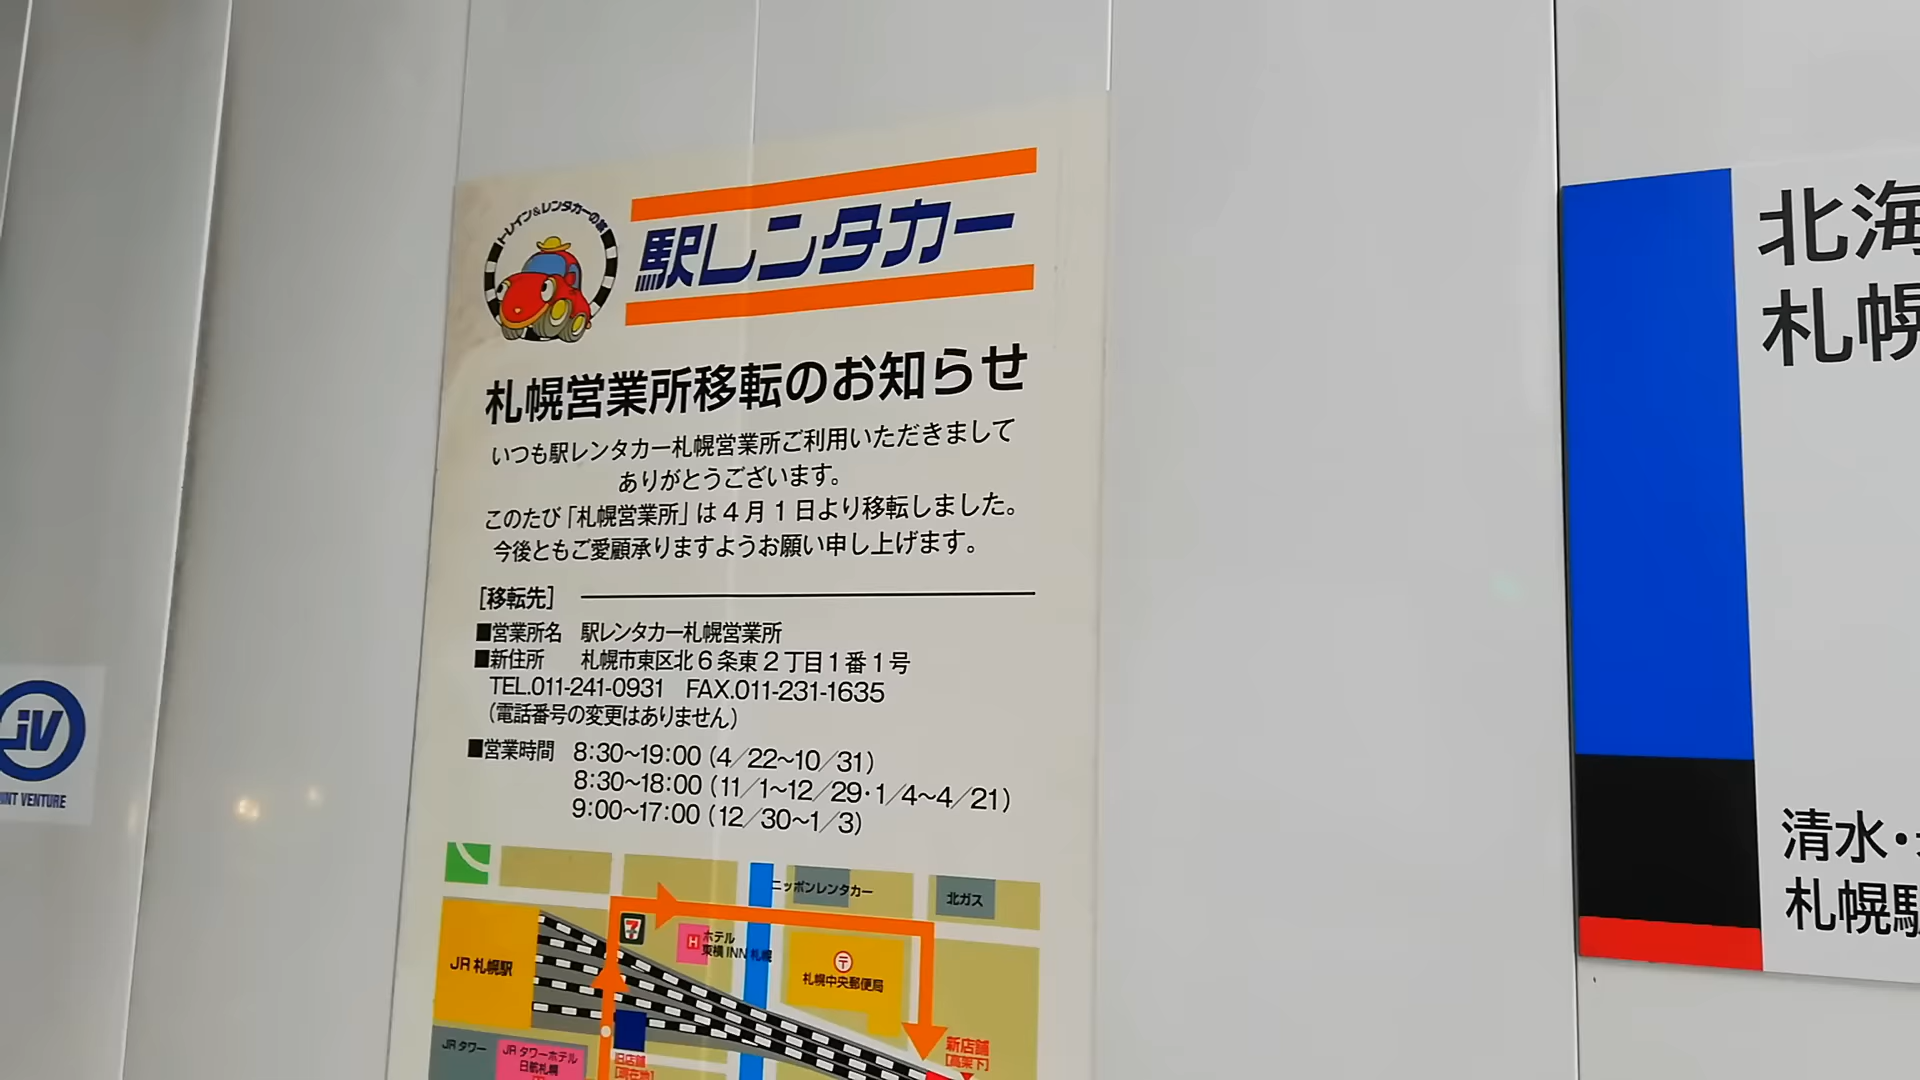 トレイン&レンタカーの旅
駅レンタカー
札幌営業所移転のお知らせ
いつも駅レンタカー札幌営業所ご利用いただきまして
ありがとうございます。
このたび「札幌営業所」は4月1日より移転しました。
今後ともご愛顧承りますようお願い申し上げます。
[移転先]
■営業所名 駅レンタカー札幌営業所
■新住所 札幌市東区北6条東2丁目1番1号
TEL.011-241-0931 FAX.011-231-1635
(電話番号の変更はありません)
■営業時間 8:30~19:00(4/22~10/31)
8:30~18:00(11/1~12/29・1/4~4/21)
9:00~17:00(12/30~1/3)
ニッポンレンタカー
北ガス
7
H ホテル
東横INN 札幌
〒
札幌中央郵便局
JR札幌駅
JRタワー
JRタワーホテル
日航札幌
旧店舗
[現在地]
新店舗
[高架下]
JV
INT VENTURE
北海
札幌
清水・
札幌駅